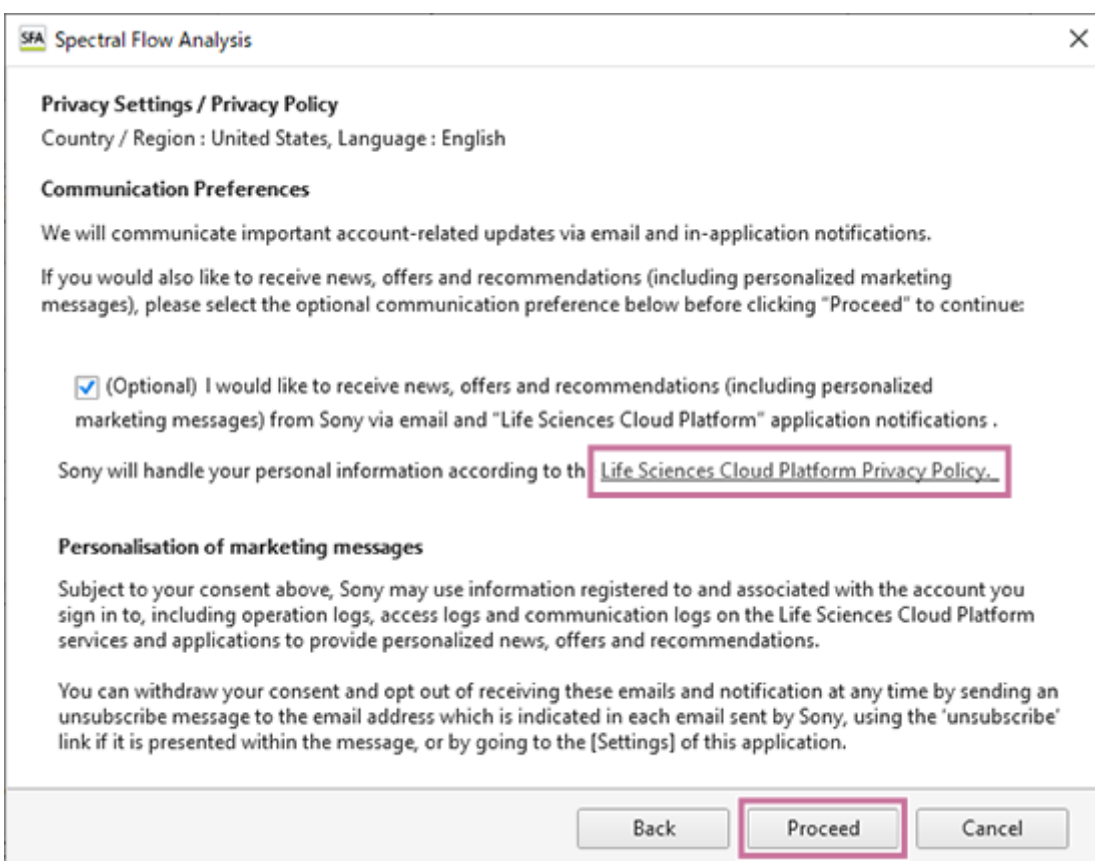 SFA Spectral Flow Analysis
Privacy Settings / Privacy Policy
Country / Region : United States, Language : English
Communication Preferences
We will communicate important account-related updates via email and in-application notifications.
If you would also like to receive news, offers and recommendations (including personalized marketing
messages), please select the optional communication preference below before clicking "Proceed" to continue:
(Optional) I would like to receive news, offers and recommendations (including personalized
marketing messages) from Sony via email and "Life Sciences Cloud Platform" application notifications .
Sony will handle your personal information according to th Life Sciences Cloud Platform Privacy Policy.
Personalisation of marketing messages
Subject to your consent above, Sony may use information registered to and associated with the account you
sign in to, including operation logs, access logs and communication logs on the Life Sciences Cloud Platform
services and applications to provide personalized news, offers and recommendations.
You can withdraw your consent and opt out of receiving these emails and notification at any time by sending an
unsubscribe message to the email address which is indicated in each email sent by Sony, using the 'unsubscribe'
link if it is presented within the message, or by going to the [Settings] of this application.
Back Proceed Cancel